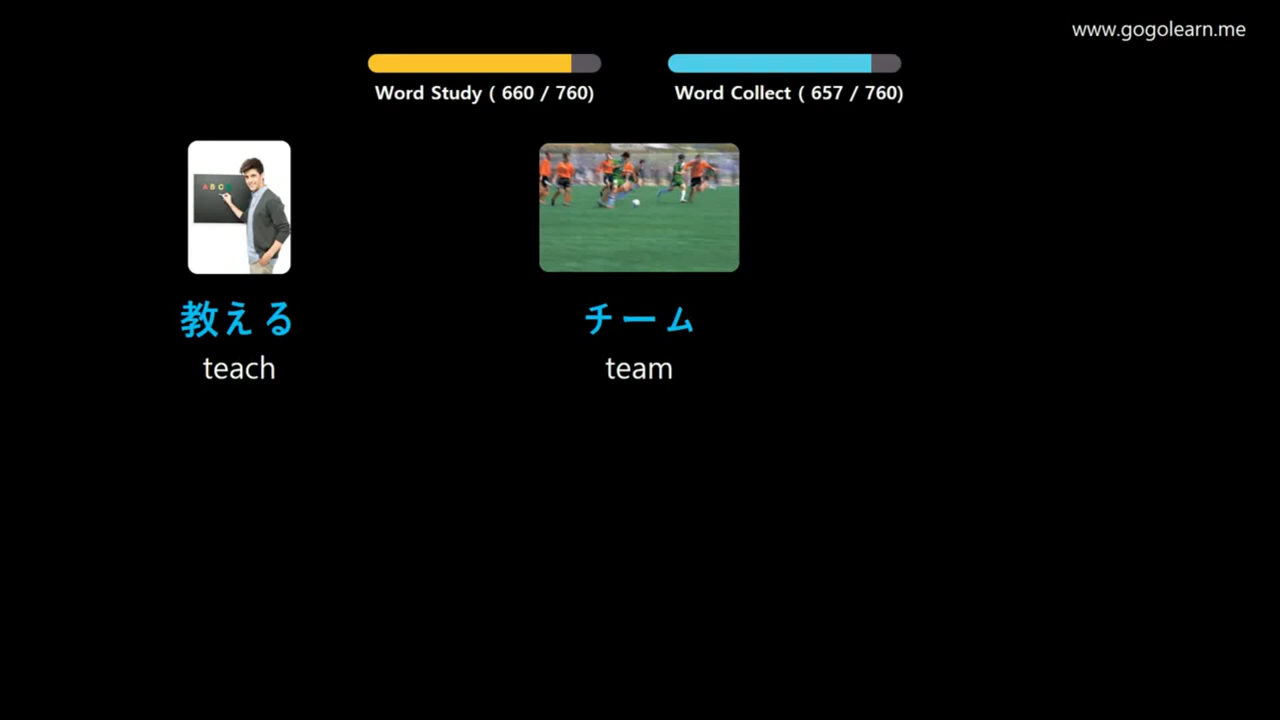 www.gogolearn.me
Word Study ( 660 / 760)
Word Collect ( 657 / 760)
A B C
教える
チーム
teach
team